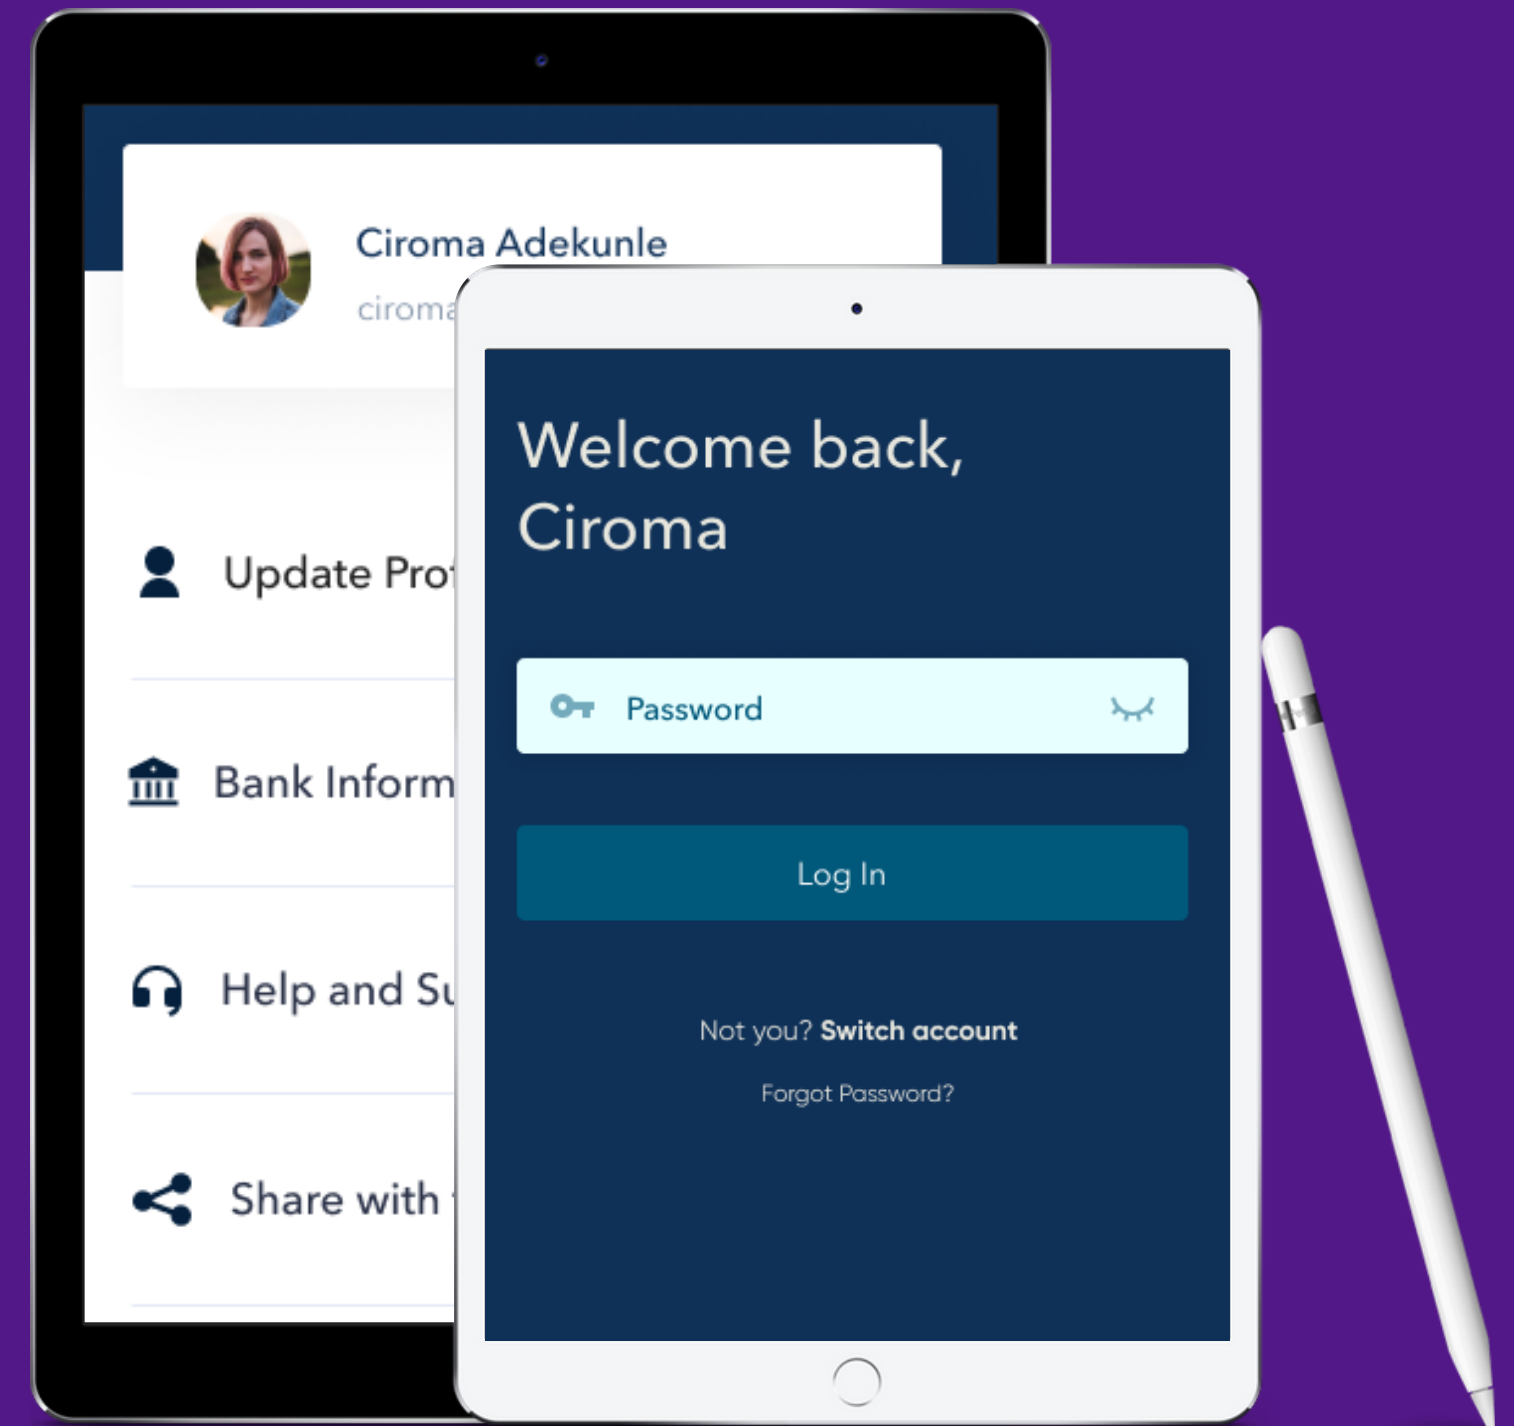 Ciroma Adekunle
ciroma
Update Prof
Bank Inform
Help and Su
Share with
Welcome back,
Ciroma
Password
Log In
Not you? Switch account
Forgot Password?